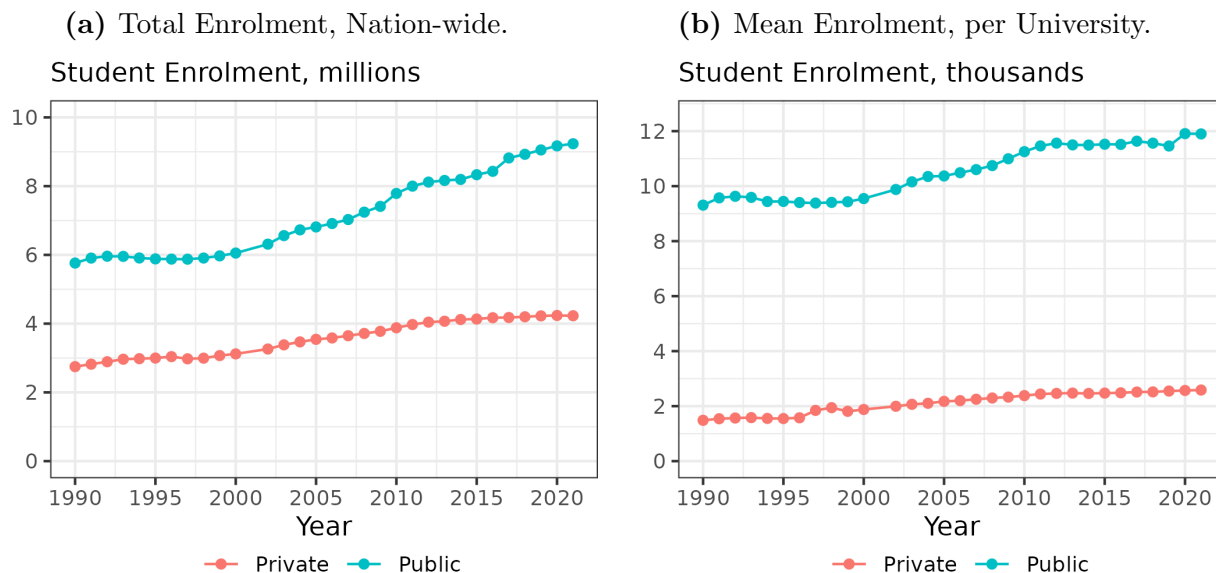 (a) Total Enrolment, Nation-wide.
Student Enrolment, millions
10
8
6
4
2
0
1990 1995 2000 2005 2010 2015 2020
Year
Private Public
(b) Mean Enrolment, per University.
Student Enrolment, thousands
12
10
8
6
4
2
0
1990 1995 2000 2005 2010 2015 2020
Year
Private Public